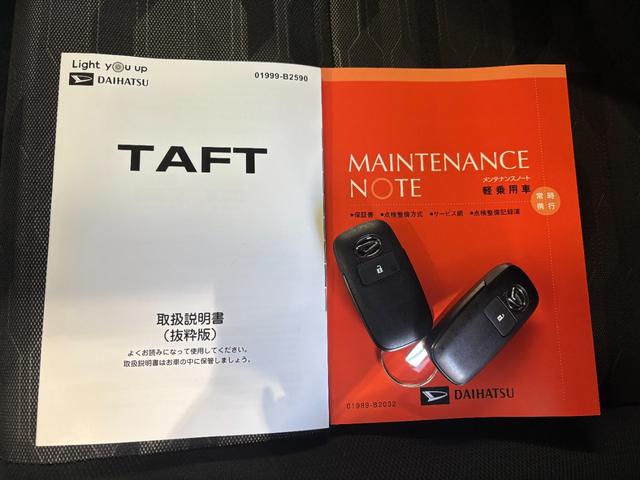 Light you up
DAIHATSU
01999-B2590
TAFT
取扱説明書
(抜粋版)
よくお読みになって使用してください。
取扱説明書はお車の中に保管しましょう。
MAINTENANCE
NOTE
メンテナンスノート
軽乗用車
常時
携行
●保証書 ●点検整備方式 ●サービス網 ●点検整備記録簿
01989-B2032
DAIHATSU